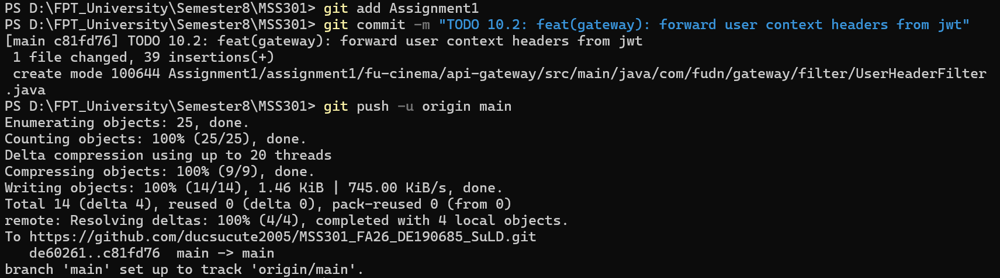 PS D:\FPT_University\Semester8\MSS301> git add Assignment1
PS D:\FPT_University\Semester8\MSS301> git commit -m "TODO 10.2: feat(gateway): forward user context headers from jwt"
[main c81fd76] TODO 10.2: feat(gateway): forward user context headers from jwt
 1 file changed, 39 insertions(+)
 create mode 100644 Assignment1/assignment1/fu-cinema/api-gateway/src/main/java/com/fudn/gateway/filter/UserHeaderFilter
.java
PS D:\FPT_University\Semester8\MSS301> git push -u origin main
Enumerating objects: 25, done.
Counting objects: 100% (25/25), done.
Delta compression using up to 20 threads
Compressing objects: 100% (9/9), done.
Writing objects: 100% (14/14), 1.46 KiB | 745.00 KiB/s, done.
Total 14 (delta 4), reused 0 (delta 0), pack-reused 0 (from 0)
remote: Resolving deltas: 100% (4/4), completed with 4 local objects.
To https://github.com/ducsucute2005/MSS301_FA26_DE190685_SuLD.git
   de60261..c81fd76  main -> main
branch 'main' set up to track 'origin/main'.